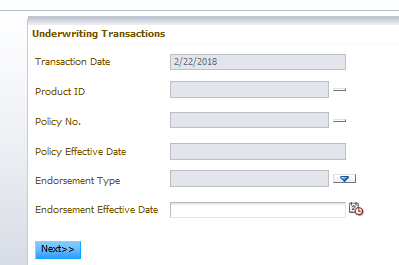 Underwriting Transactions
Transaction Date 2/22/2018
Product ID
Policy No.
Policy Effective Date
Endorsement Type
Endorsement Effective Date
Next>>